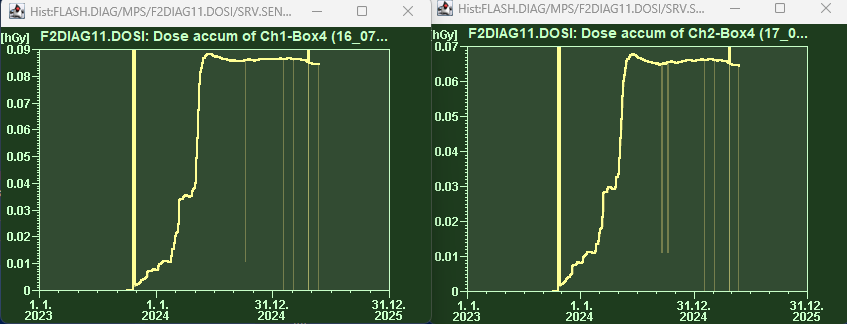 Hist:FLASH.DIAG/MPS/F2DIAG11.DOSI/SRV.SEN...
[hGy] F2DIAG11.DOSI: Dose accum of Ch1-Box4 (16_07...
0.09
0.08
0.07
0.06
0.05
0.04
0.03
0.02
0.01
0
1. 1. 1. 1. 31.12. 31.12.
2023 2024 2024 2025
Hist:FLASH.DIAG/MPS/F2DIAG11.DOSI/SRV.S...
[hGy] F2DIAG11.DOSI: Dose accum of Ch2-Box4 (17_0...
0.07
0.06
0.05
0.04
0.03
0.02
0.01
0
1. 1. 1. 1. 31.12. 31.12.
2023 2024 2024 2025